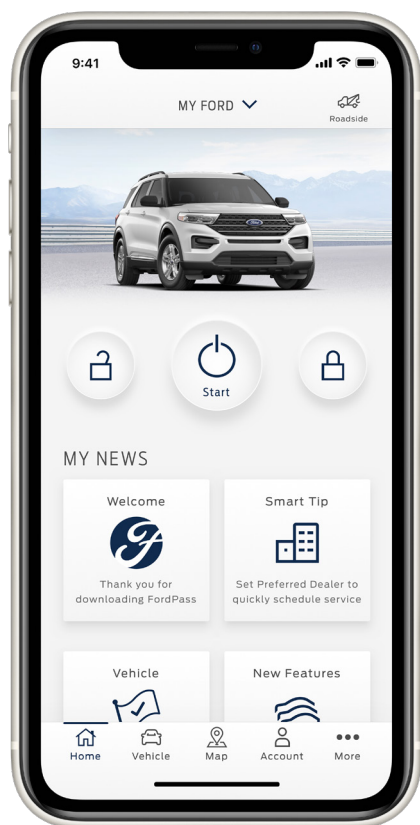 9:41
MY FORD
Roadside
Ford
Start
MY NEWS
Welcome
Smart Tip
Thank you for
downloading FordPass
Set Preferred Dealer to
quickly schedule service
Vehicle
New Features
Home
Vehicle
Map
Account
More